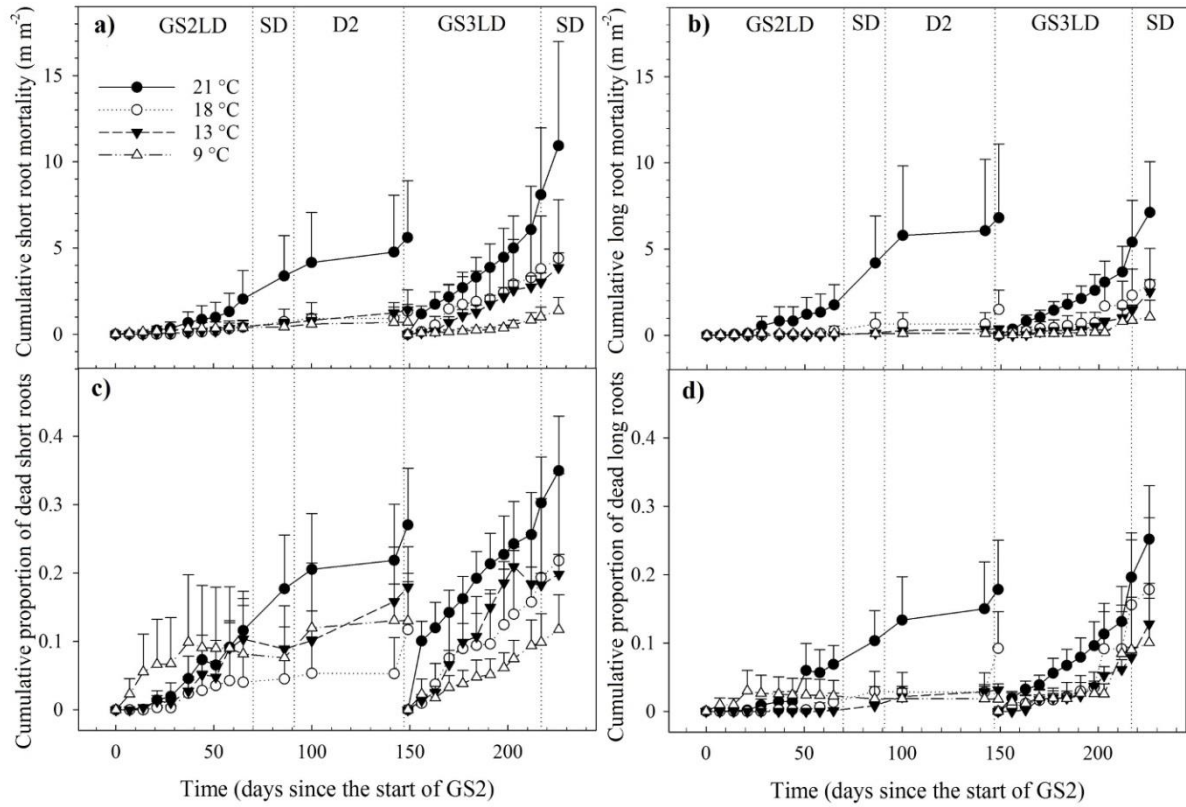 a) GS2LD SD D2 GS3LD SD
21 °C
18 °C
13 °C
9 °C
Cumulative short root mortality (m m⁻²)
15
10
5
0
b) GS2LD SD D2 GS3LD SD
Cumulative long root mortality (m m⁻²)
15
10
5
0
c)
Cumulative proportion of dead short roots
0.4
0.3
0.2
0.1
0
0 50 100 150 200
Time (days since the start of GS2)
d)
Cumulative proportion of dead long roots
0.4
0.3
0.2
0.1
0
0 50 100 150 200
Time (days since the start of GS2)